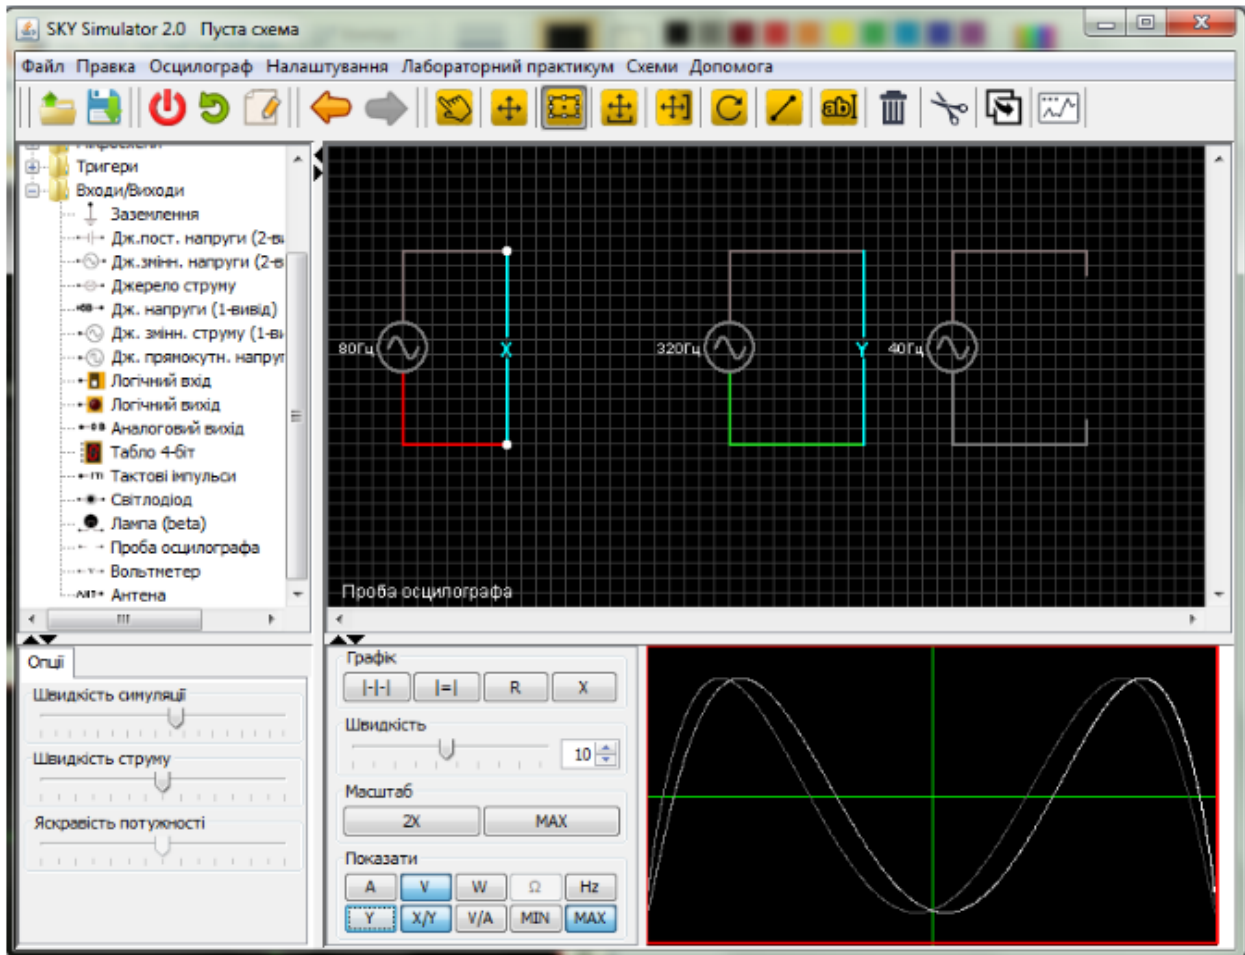 SKY Simulator 2.0 Пуста схема
Файл Правка Осцилограф Налаштування Лабораторний практикум Схеми Допомога
Тригери
Входи/Виходи
Заземлення
Дж.пост. напруги (2-ви
Дж.змінн. напруги (2-в
Джерело струму
Дж. напруги (1-вивід)
Дж. змінн. струму (1-ви
Дж. прямокутн. напруг
Логічний вхід
Логічний вихід
Аналоговий вихід
Табло 4-біт
Тактові імпульси
Світлодіод
Лампа (beta)
Проба осцилографа
Вольтметер
Антена
80Гц
X
320Гц
Y
40Гц
Проба осцилографа
Опції
Швидкість симуляції
Швидкість струму
Яскравість потужності
Графік
|-|-| |=| R X
Швидкість
10
Масштаб
2X MAX
Показати
A V W Ω Hz
Y X/Y V/A MIN MAX